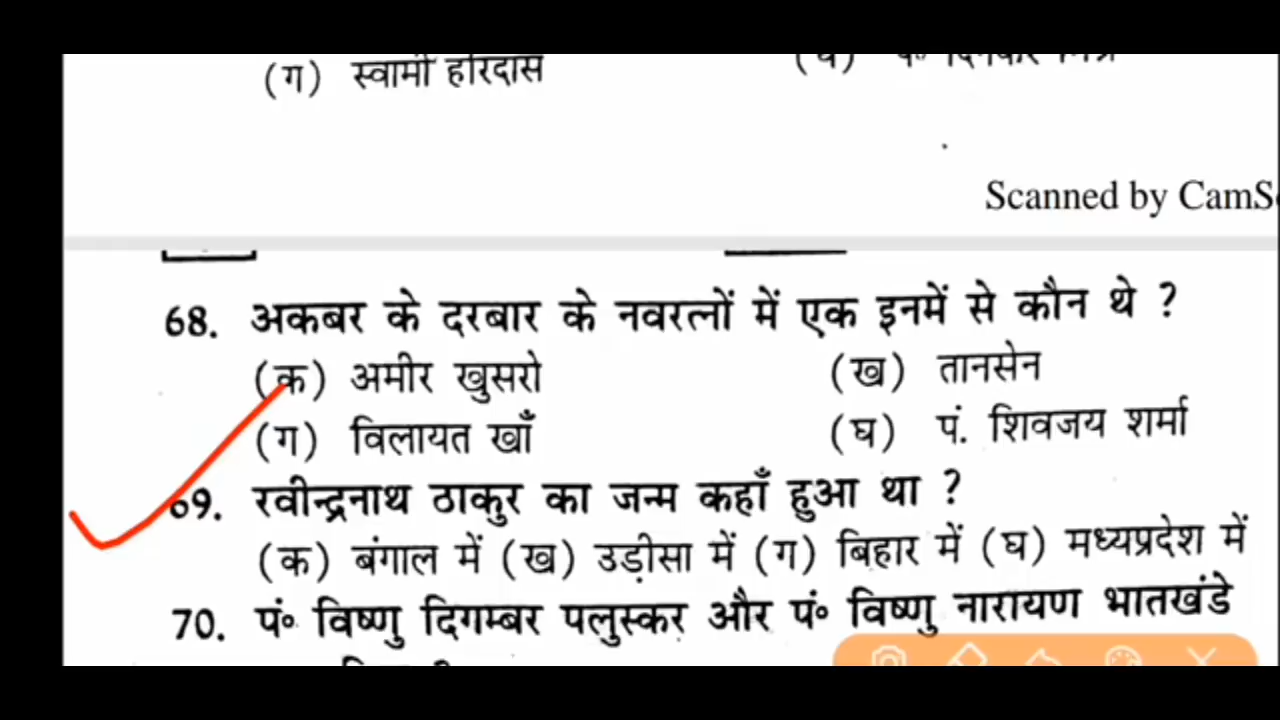 (ग) स्वामी हरिदास (घ) पं॰ दिनकर
Scanned by CamS
68. अकबर के दरबार के नवरत्नों में एक इनमें से कौन थे ?
(क) अमीर खुसरो (ख) तानसेन
(ग) विलायत खाँ (घ) पं. शिवजय शर्मा
69. रवीन्द्रनाथ ठाकुर का जन्म कहाँ हुआ था ?
(क) बंगाल में (ख) उड़ीसा में (ग) बिहार में (घ) मध्यप्रदेश में
70. पं॰ विष्णु दिगम्बर पलुस्कर और पं॰ विष्णु नारायण भातखंडे